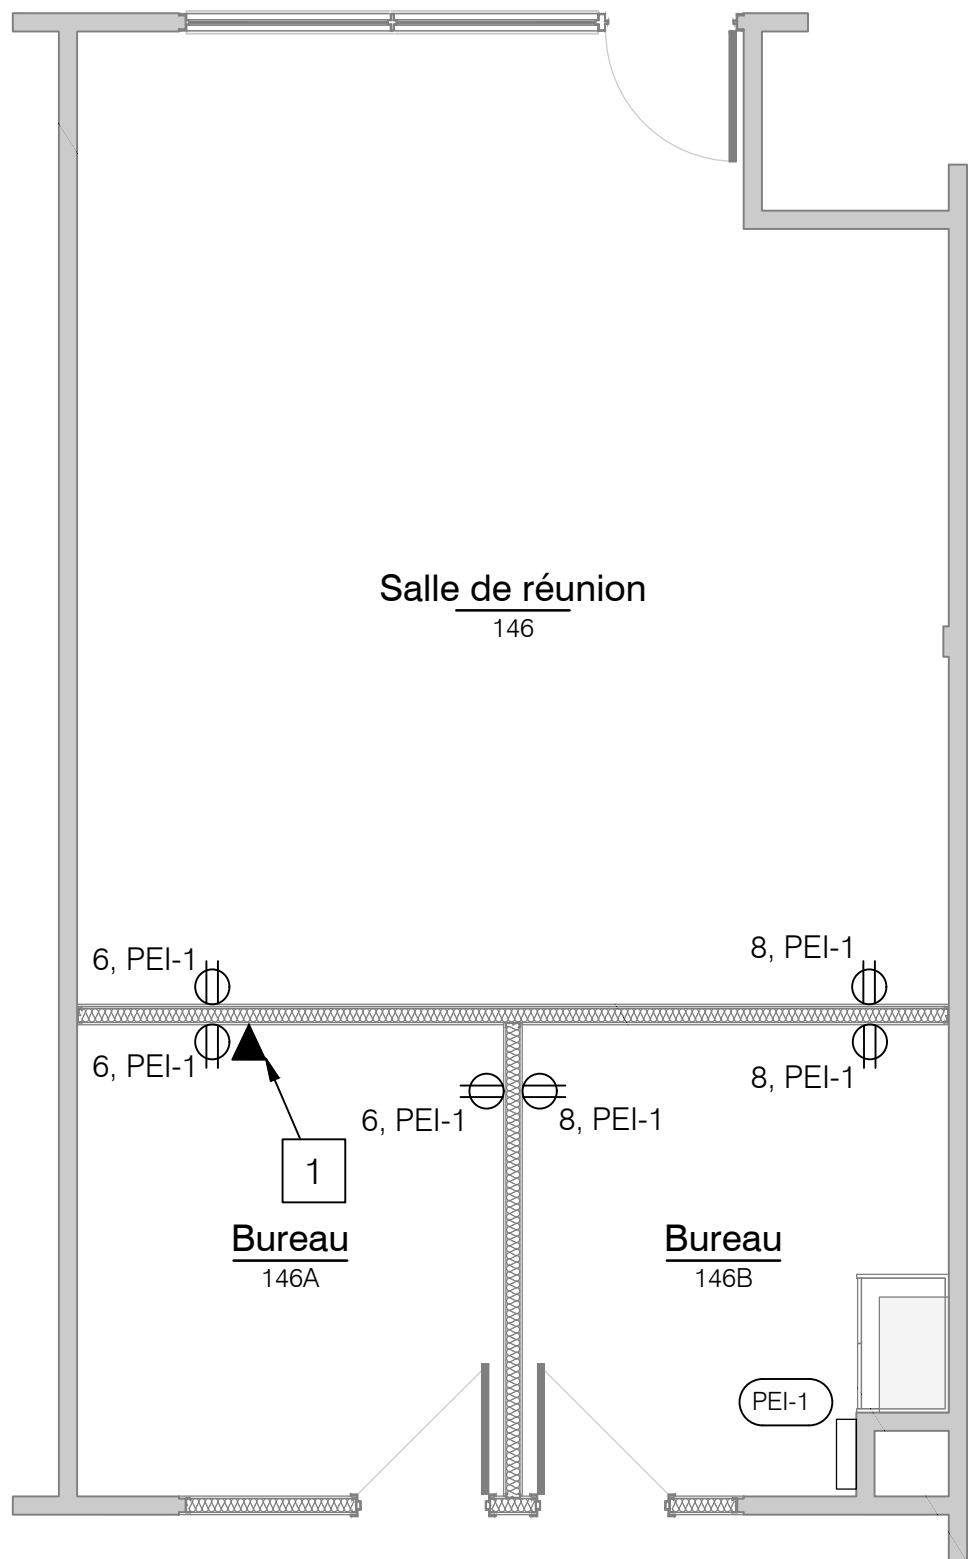 Salle de réunion
146
6, PEI-1
8, PEI-1
6, PEI-1
8, PEI-1
6, PEI-1
8, PEI-1
1
Bureau
146A
Bureau
146B
PEI-1